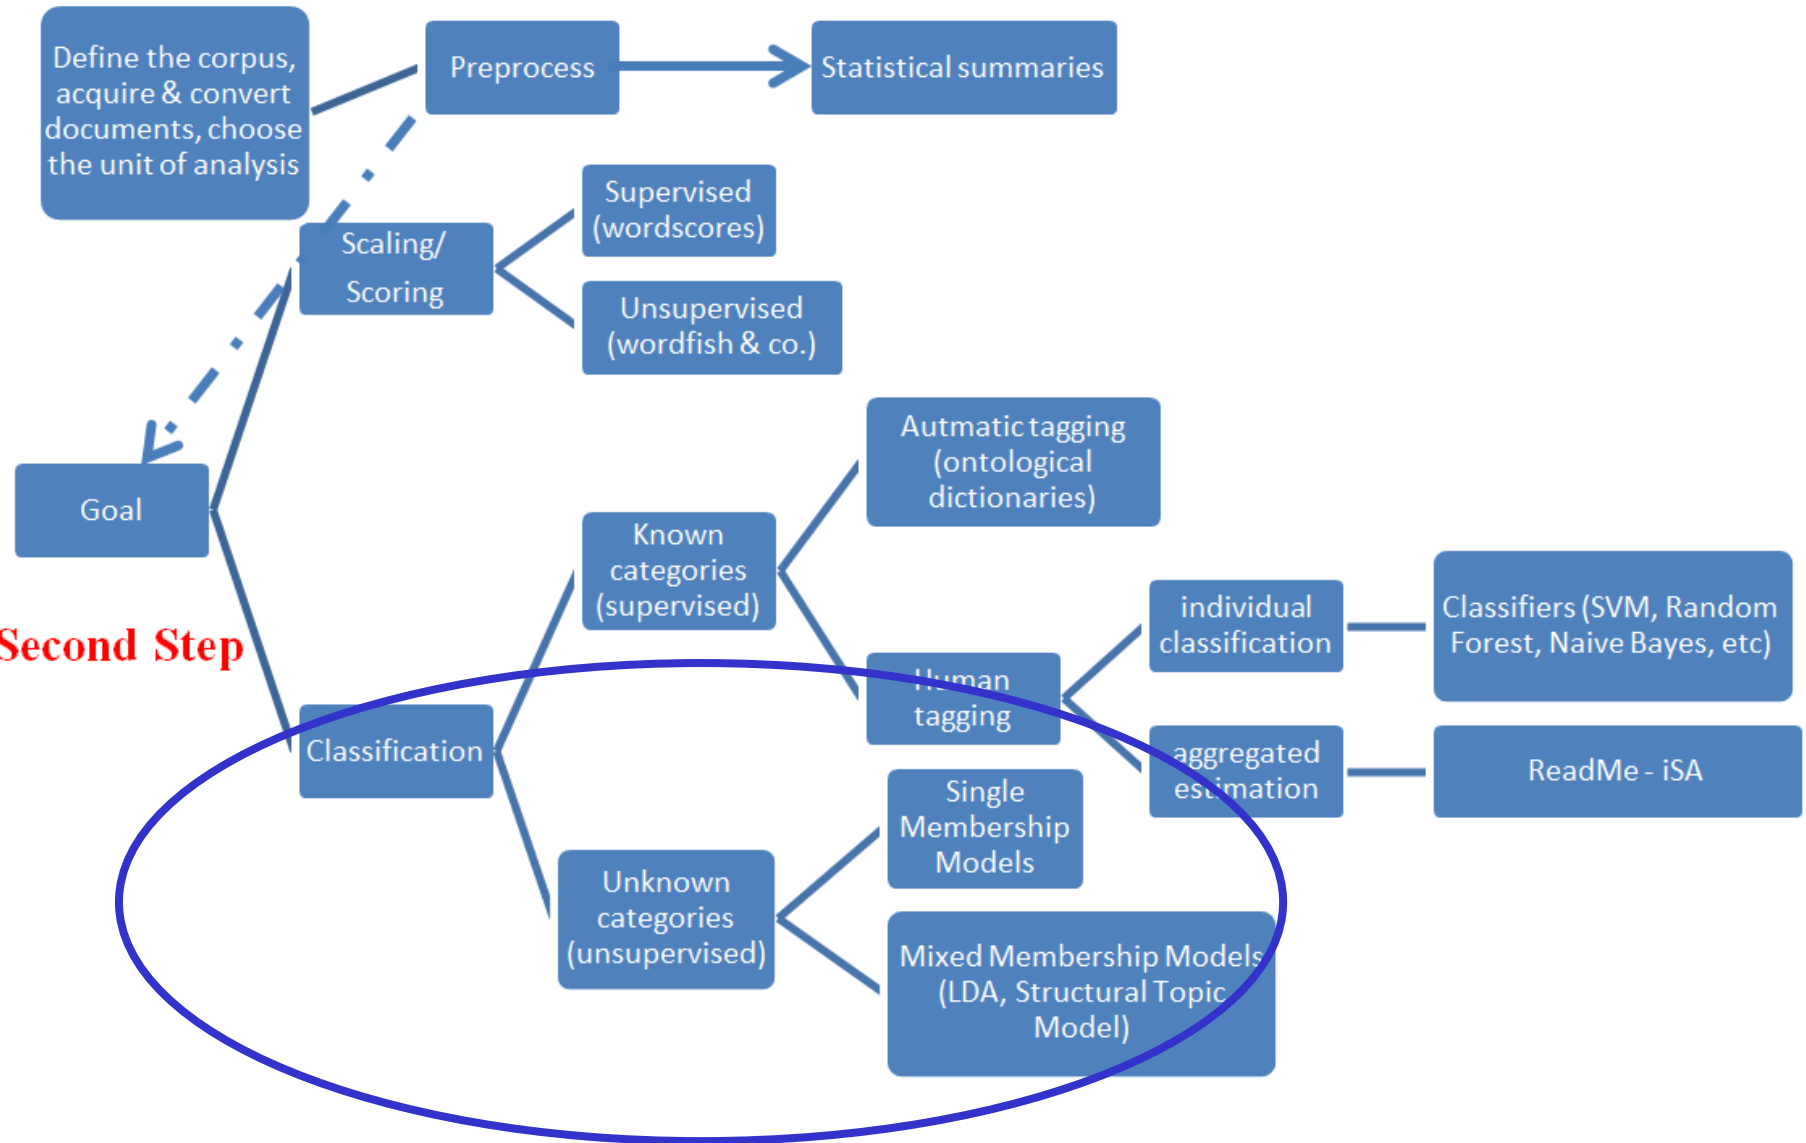 Define the corpus,
acquire & convert
documents, choose
the unit of analysis
Preprocess
Statistical summaries
Scaling/
Scoring
Supervised
(wordscores)
Unsupervised
(wordfish & co.)
Goal
Second Step
Classification
Known
categories
(supervised)
Autmatic tagging
(ontological
dictionaries)
Human
tagging
individual
classification
Classifiers (SVM, Random
Forest, Naive Bayes, etc)
aggregated
estimation
ReadMe - iSA
Unknown
categories
(unsupervised)
Single
Membership
Models
Mixed Membership Models
(LDA, Structural Topic
Model)